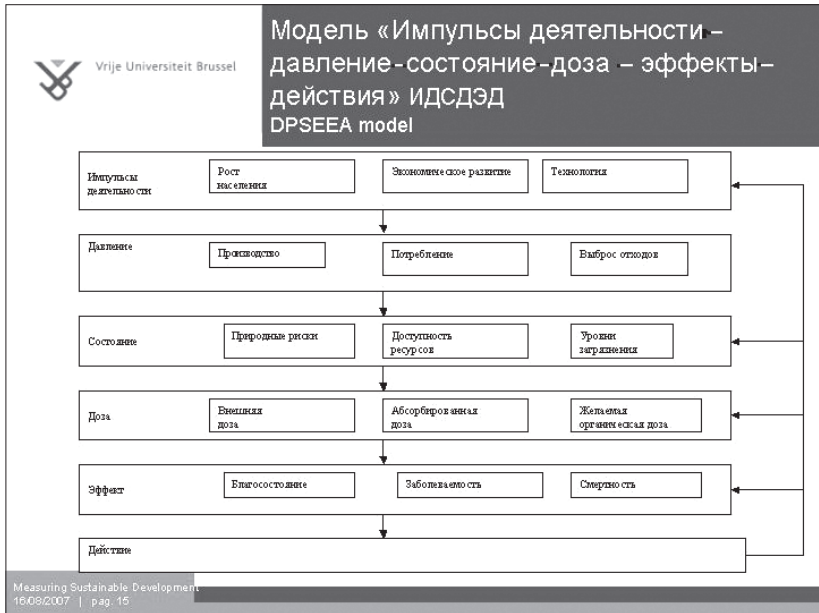 Vrije Universiteit Brussel
Модель «Импульсы деятельности –
давление-состояние-доза – эффекты–
действия» ИДСДЭД
DPSEEA model
Импульсы
деятельности
Рост
населения
Экономическое развитие
Технология
Давление
Производство
Потребление
Выброс отходов
Состояние
Природные риски
Доступность
ресурсов
Уровни
загрязнения
Доза
Внешняя
доза
Абсорбированная
доза
Желаемая
органическая доза
Эффект
Благосостояние
Заболеваемость
Смертность
Действие
Measuring Sustainable Development
16/08/2007 | pag. 15